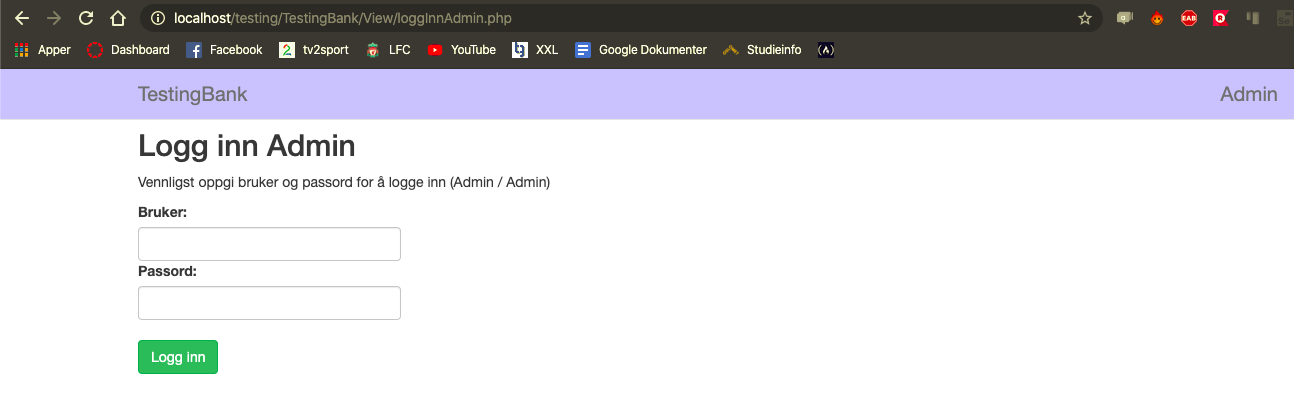 localhost/testing/TestingBank/View/loggInnAdmin.php
Apper Dashboard Facebook tv2sport LFC YouTube XXL Google Dokumenter Studieinfo
TestingBank Admin
Logg inn Admin
Vennligst oppgi bruker og passord for å logge inn (Admin / Admin)
Bruker:
Passord:
Logg inn